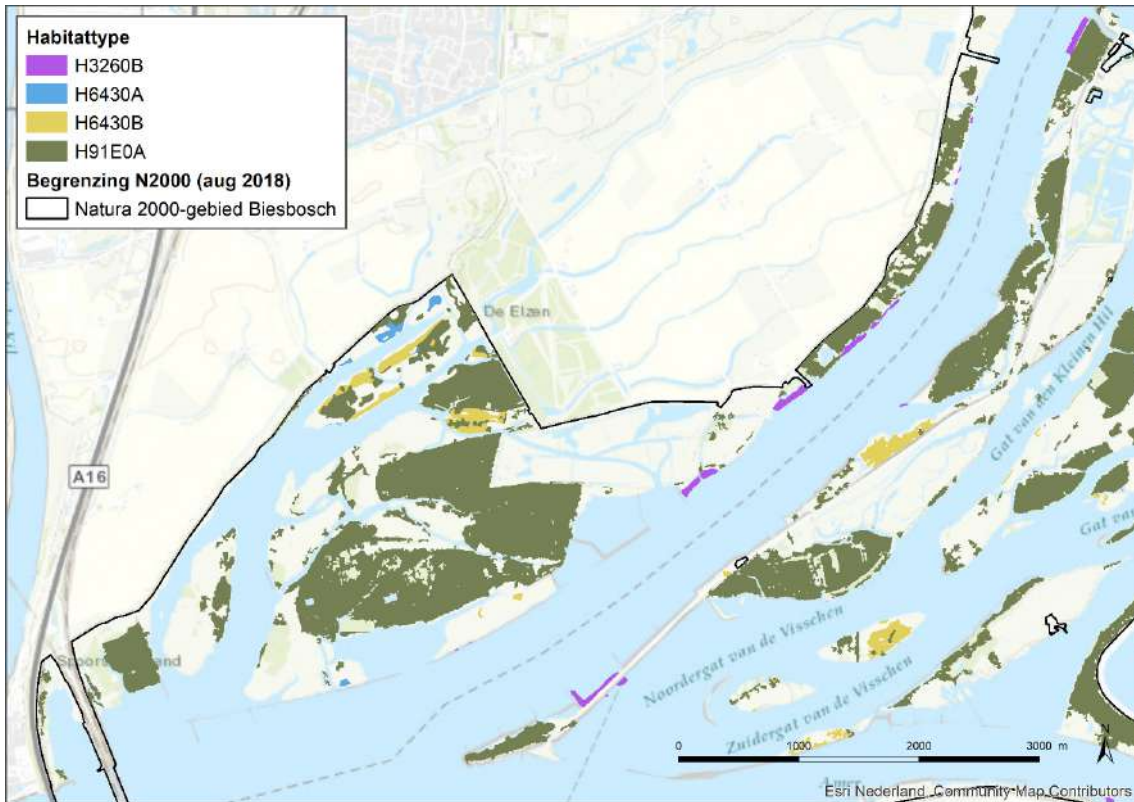 Habitattype
H3260B
H6430A
H6430B
H91E0A
Begrenzing N2000 (aug 2018)
Natura 2000-gebied Biesbosch
De Elzen
A16
Gat van den Kleinen Hil
Gat van
Noordergat van de Visschen
Zuidergat van de Visschen
0 1000 2000 3000 m
N
Amer
Esri Nederland, Community Map Contributors